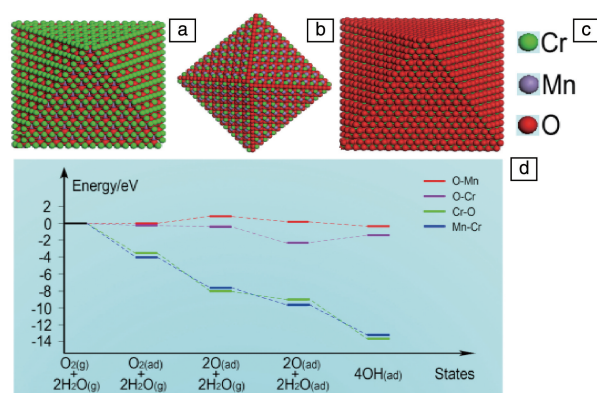 a
b
c
Cr
Mn
O
d
Energy/eV
O-Mn
O-Cr
Cr-O
Mn-Cr
2
0
-2
-4
-6
-8
-10
-12
-14
O₂(g)
+
2H₂O(g)
O₂(ad)
+
2H₂O(g)
2O(ad)
+
2H₂O(g)
2O(ad)
+
2H₂O(ad)
4OH(ad)
States